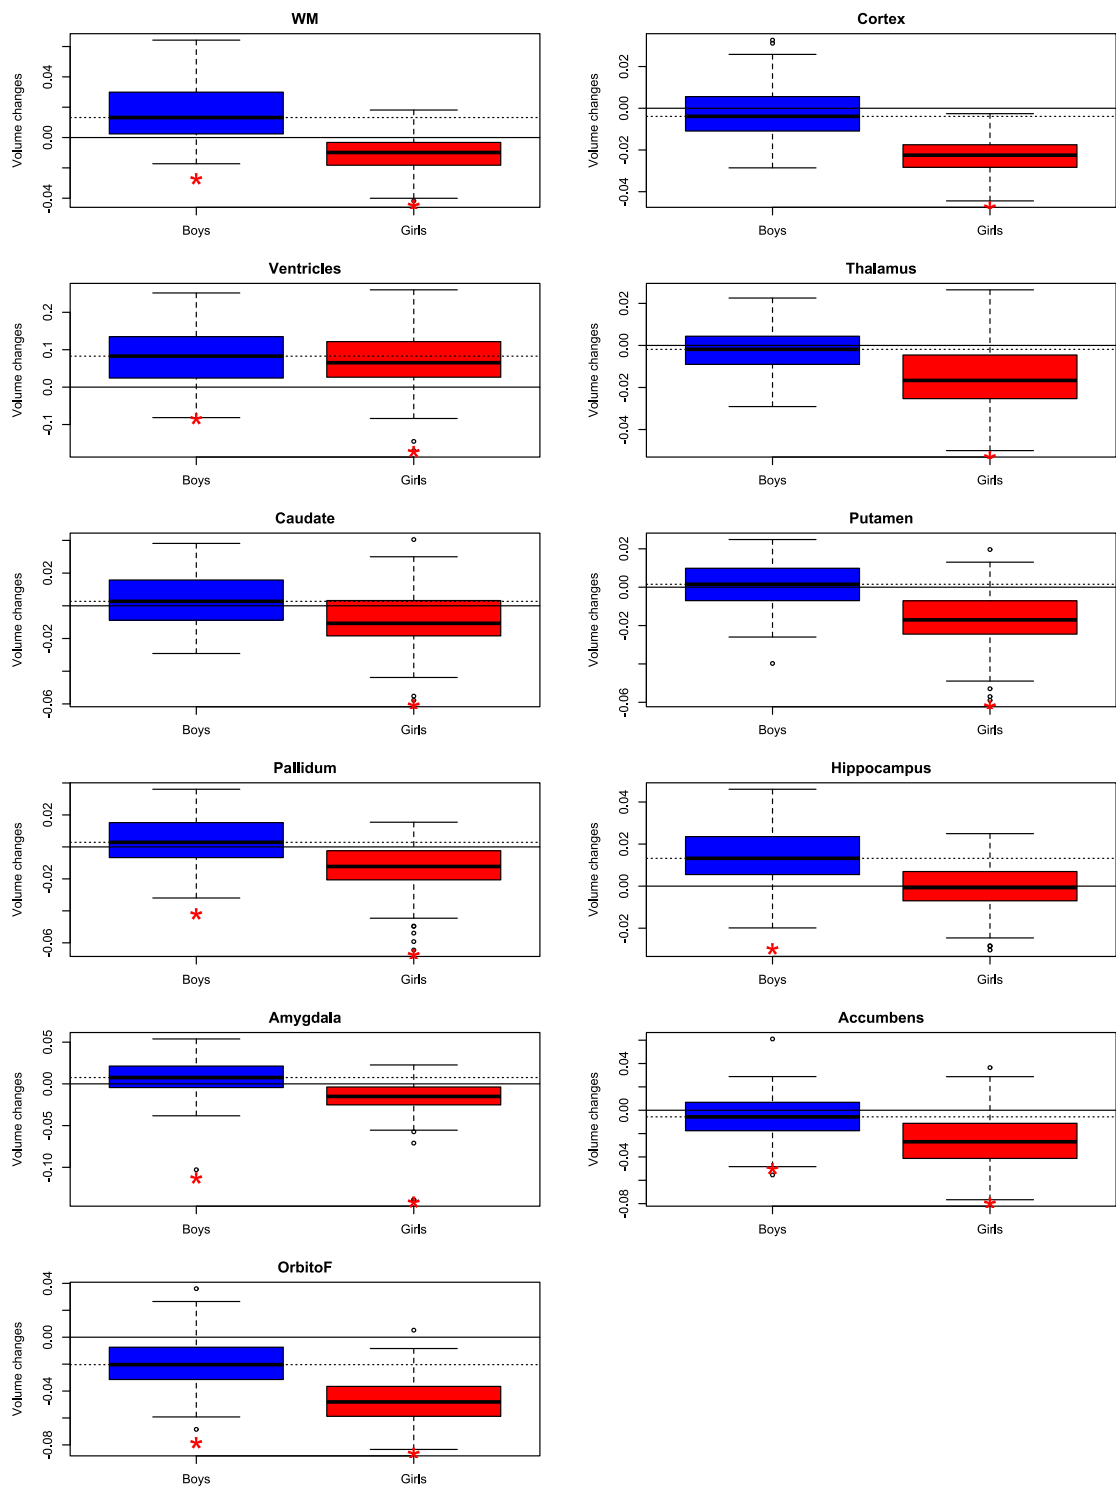 WM
Volume changes
0.04
0.00
-0.04
Boys
Girls
Cortex
Volume changes
0.02
0.00
-0.02
-0.04
Boys
Girls
Ventricles
Volume changes
0.2
0.1
0.0
-0.1
Boys
Girls
Thalamus
Volume changes
0.02
0.00
-0.02
-0.04
Boys
Girls
Caudate
Volume changes
0.02
-0.02
-0.06
Boys
Girls
Putamen
Volume changes
0.02
0.00
-0.02
-0.06
Boys
Girls
Pallidum
Volume changes
0.02
-0.02
-0.06
Boys
Girls
Hippocampus
Volume changes
0.04
0.02
0.00
-0.02
Boys
Girls
Amygdala
Volume changes
0.05
0.00
-0.05
-0.10
Boys
Girls
Accumbens
Volume changes
0.04
0.00
-0.04
-0.08
Boys
Girls
OrbitoF
Volume changes
0.04
0.00
-0.04
-0.08
Boys
Girls